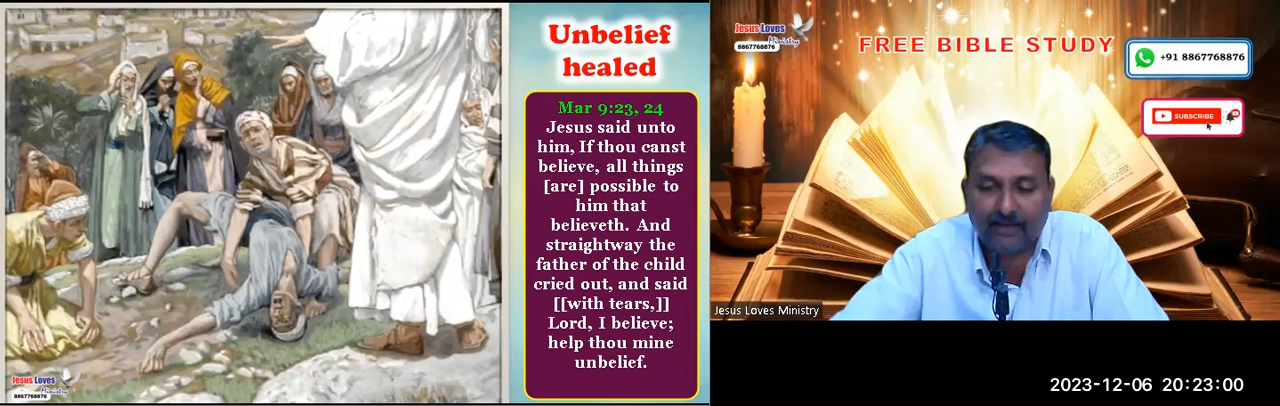 Unbelief
healed
Mar 9:23, 24
Jesus said unto
him, If thou canst
believe, all things
[are] possible to
him that
believeth. And
straightway the
father of the child
cried out, and said
[[with tears,]]
Lord, I believe;
help thou mine
unbelief.
Jesus Loves
Ministry
8867768876
Jesus Loves
Ministry
8867768876
FREE BIBLE STUDY
+91 8867768876
SUBSCRIBE
Jesus Loves Ministry
2023-12-06 20:23:00